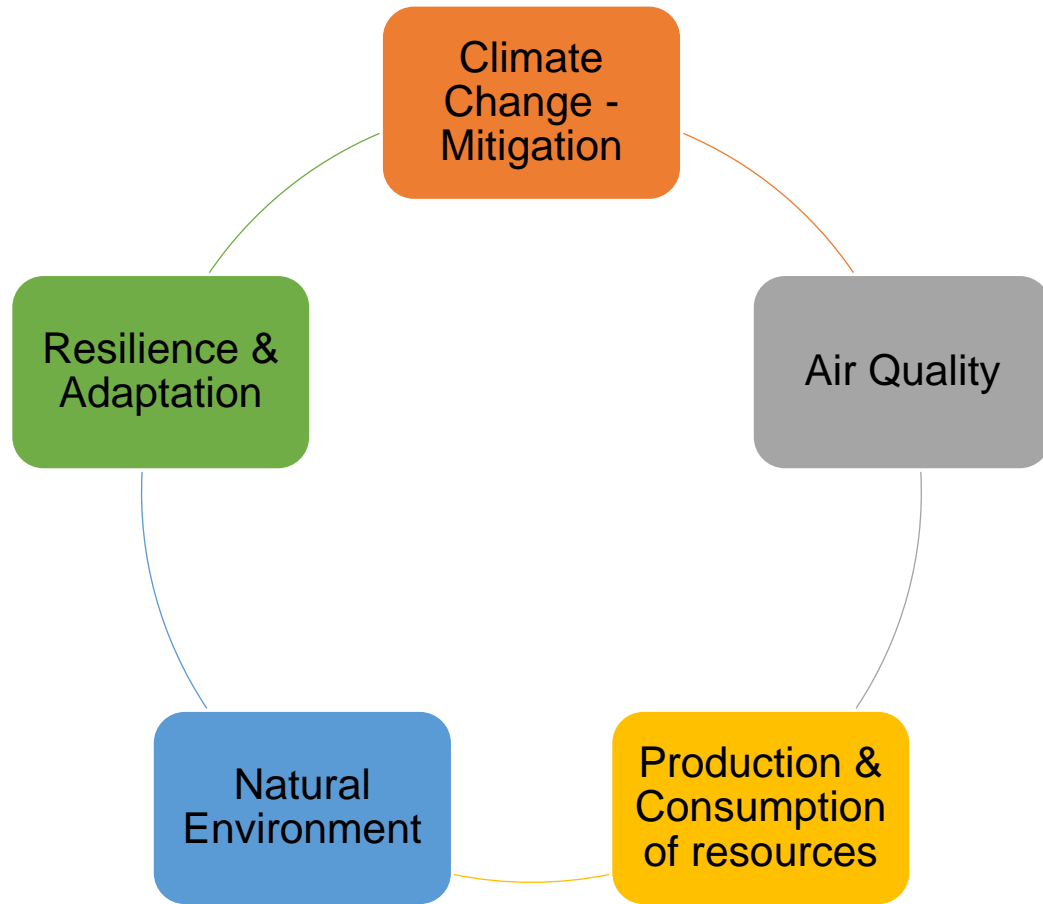 Climate
Change -
Mitigation
Air Quality
Production &
Consumption
of resources
Natural
Environment
Resilience &
Adaptation